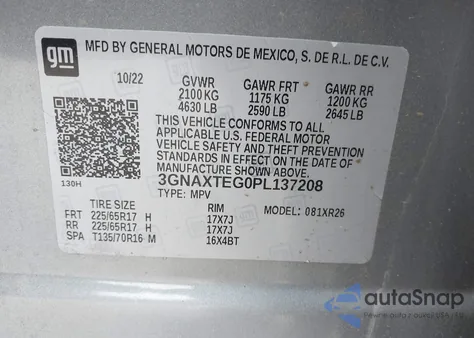 gm
MFD BY GENERAL MOTORS DE MEXICO, S. DE R.L. DE C.V.
10/22 GVWR GAWR FRT GAWR RR
2100 KG 1175 KG 1200 KG
4630 LB 2590 LB 2645 LB
THIS VEHICLE CONFORMS TO ALL
APPLICABLE U.S. FEDERAL MOTOR
VEHICLE SAFETY AND THEFT
PREVENTION STANDARDS IN EFFECT ON
THE DATE OF MANUFACTURE SHOWN ABOVE.
130H 3GNAXTEG0PL137208
TYPE: MPV
TIRE SIZE RIM MODEL: 081XR26
FRT 225/65R17 H 17X7J
RR 225/65R17 H 17X7J
SPA T135/70R16 M 16X4BT
autoSnap
Pewne auto z USA